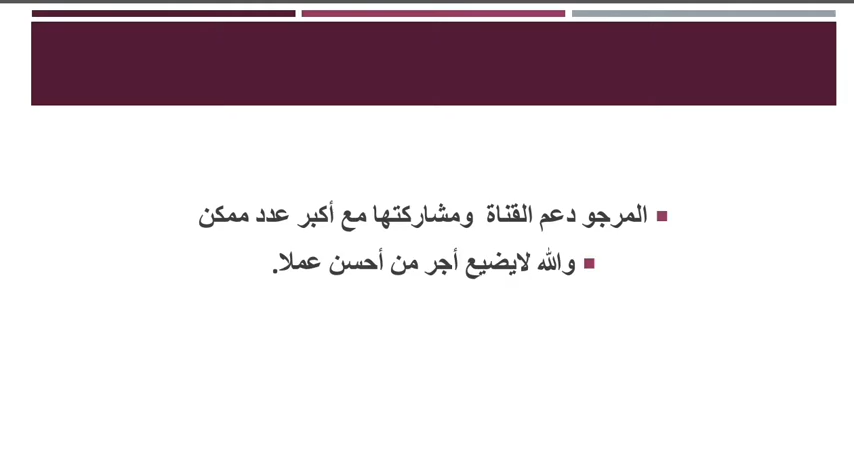 المرجو دعم القناة ومشاركتها مع أكبر عدد ممكن
والله لايضيع أجر من أحسن عملا.